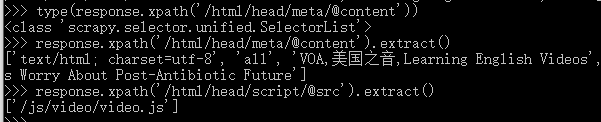 >>> type(response.xpath('/html/head/meta/@content'))
<class 'scrapy.selector.unified.SelectorList'>
>>> response.xpath('/html/head/meta/@content').extract()
['text/html; charset=utf-8', 'all', 'VOA,美国之音,Learning English Videos',
s Worry About Post-Antibiotic Future']
>>> response.xpath('/html/head/script/@src').extract()
['/js/video/video.js']
>>>